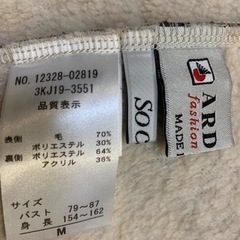 NO. 12328-02819
3KJ19-3551
品質表示
表側 毛 70%
ポリエステル 30%
裏側 ポリエステル 64%
アクリル 36%
サイズ
バスト 79~87
身長 154~162
M
SO
ARD
fashion
MADE